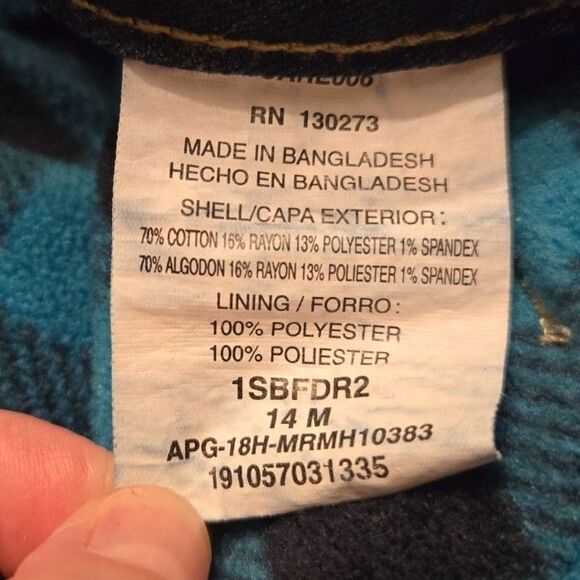 RN 130273
MADE IN BANGLADESH
HECHO EN BANGLADESH
SHELL/CAPA EXTERIOR:
70% COTTON 16% RAYON 13% POLYESTER 1% SPANDEX
70% ALGODON 16% RAYON 13% POLIESTER 1% SPANDEX
LINING / FORRO:
100% POLYESTER
100% POLIESTER
1SBFDR2
14 M
APG-18H-MRMH10383
191057031335